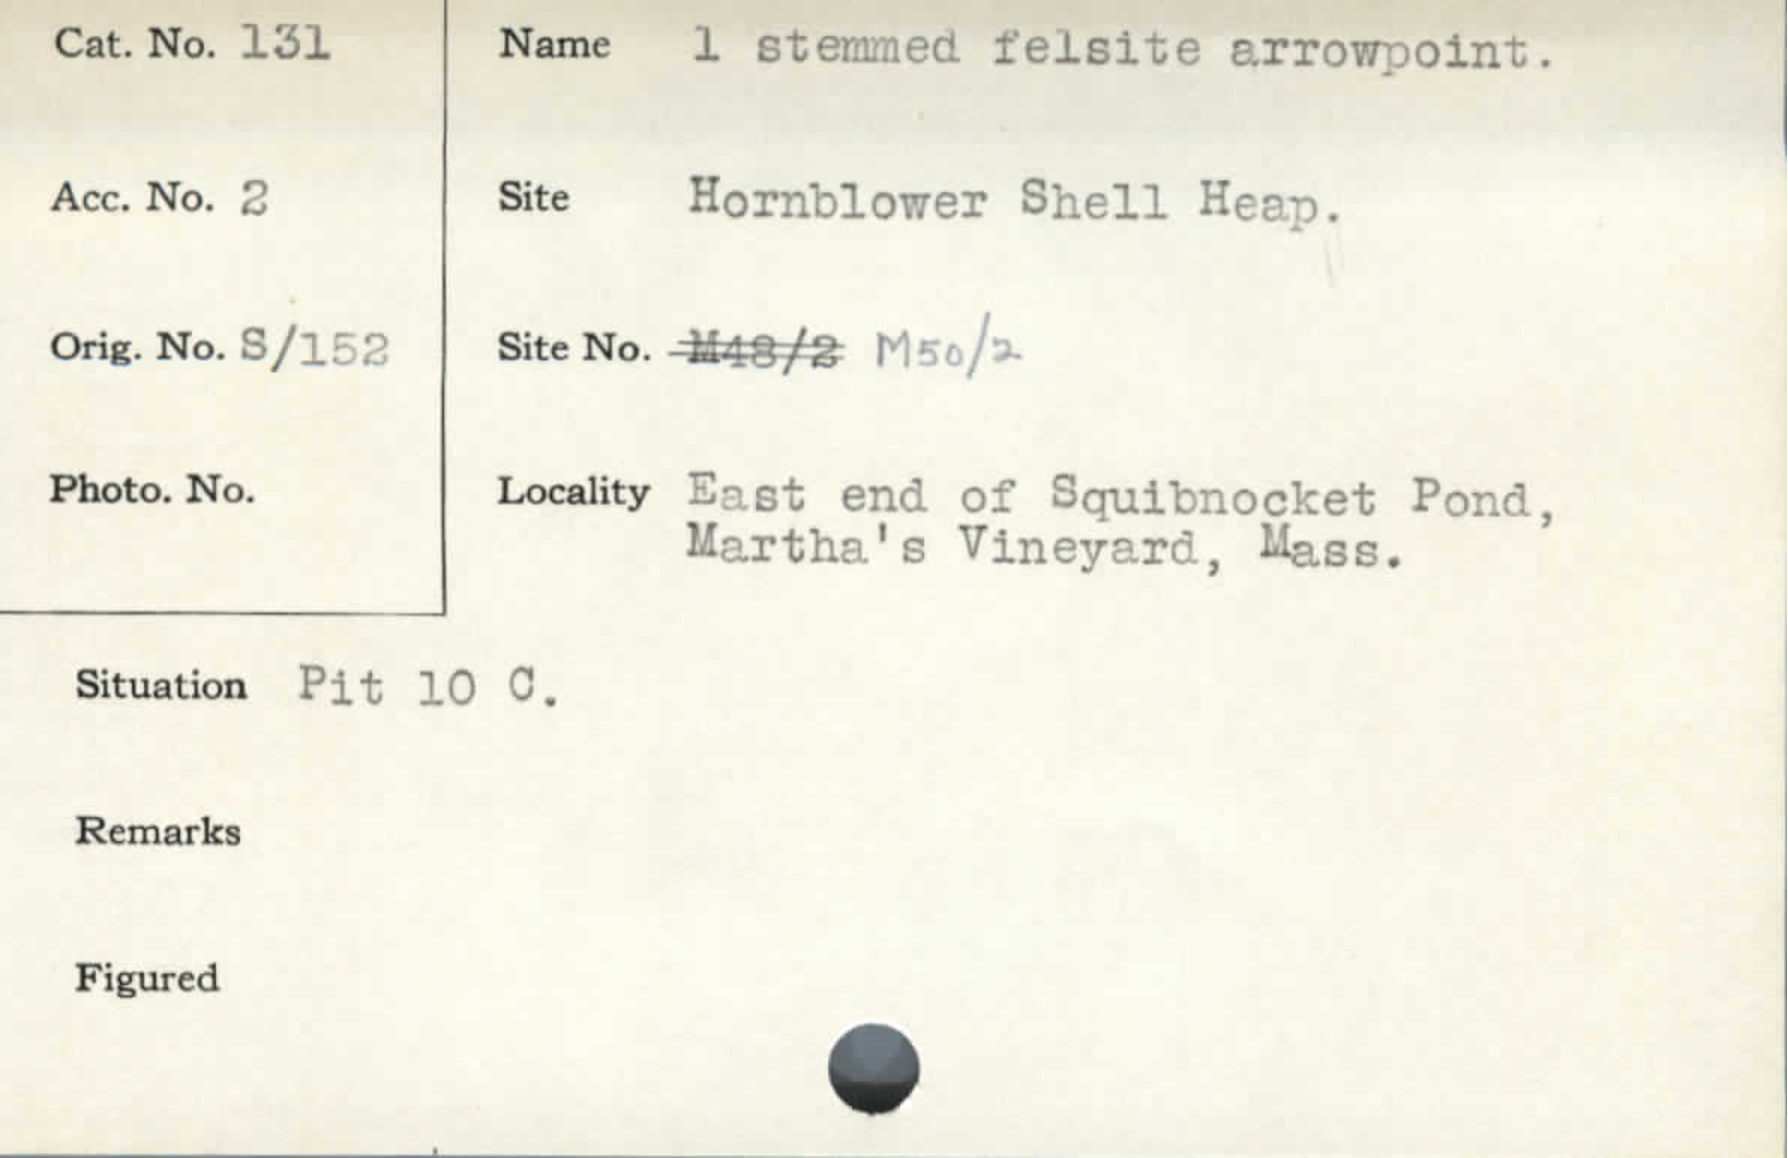 Cat. No. 131
Name 1 stemmed felsite arrowpoint.
Acc. No. 2
Site Hornblower Shell Heap.
Orig. No. S/152
Site No. M48/2 M50/2
Photo. No.
Locality East end of Squibnocket Pond,
Martha's Vineyard, Mass.
Situation Pit 10 C.
Remarks
Figured